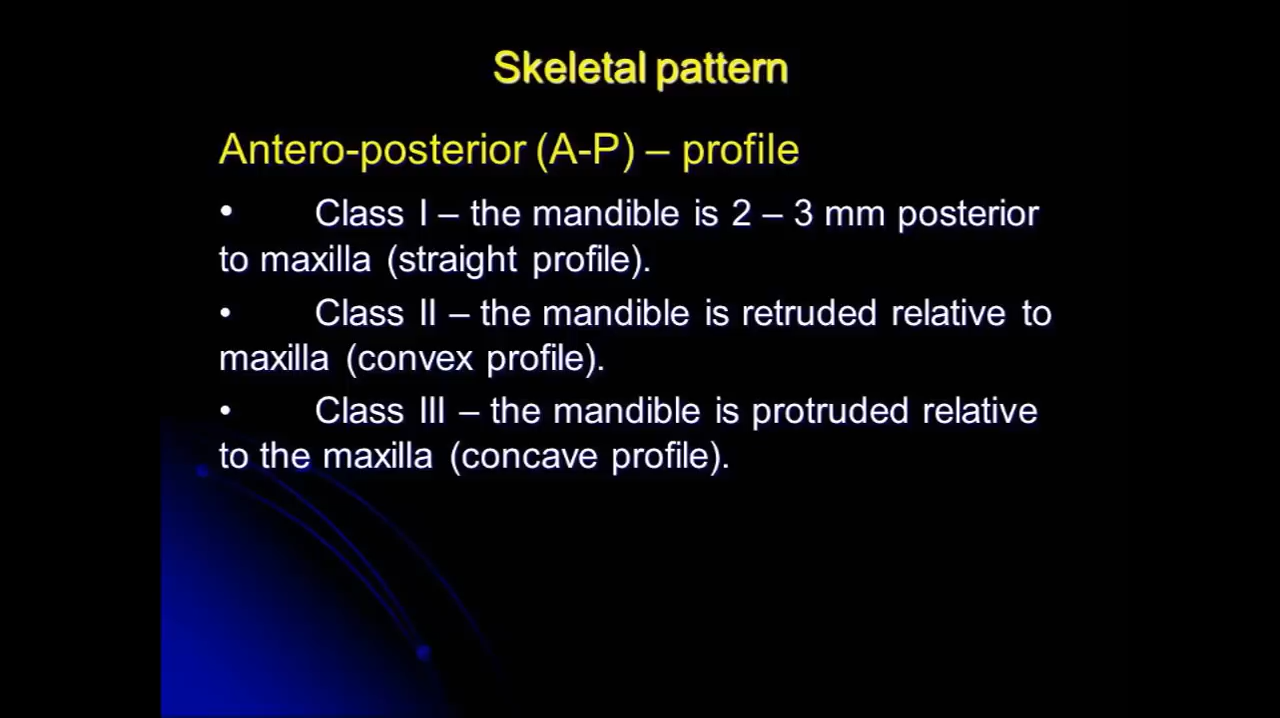 Skeletal pattern
Antero-posterior (A-P) – profile
• Class I – the mandible is 2 – 3 mm posterior
to maxilla (straight profile).
• Class II – the mandible is retruded relative to
maxilla (convex profile).
• Class III – the mandible is protruded relative
to the maxilla (concave profile).